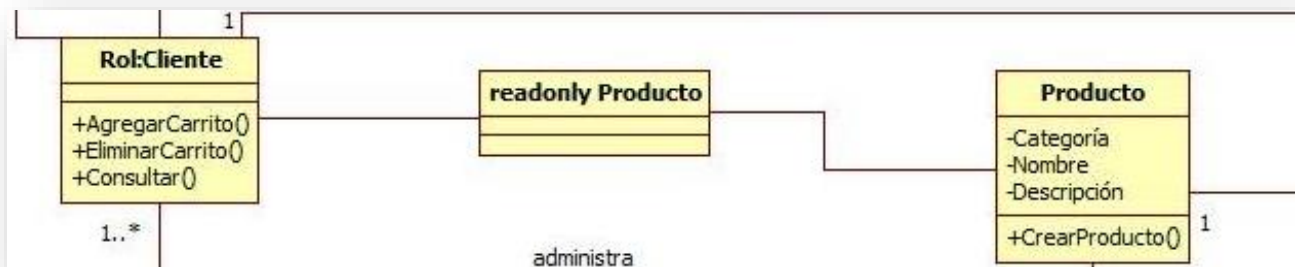 1
Rol:Cliente
+AgregarCarrito()
+EliminarCarrito()
+Consultar()
1..*
readonly Producto
administra
Producto
-Categoría
-Nombre
-Descripción
+CrearProducto()
1